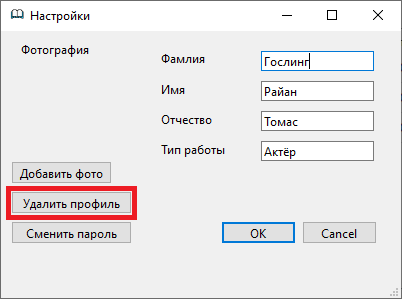 Настройки
Фотография
Фамлия
Гослинг
Имя
Райан
Отчество
Томас
Тип работы
Актёр
Добавить фото
Удалить профиль
Сменить пароль
OK
Cancel